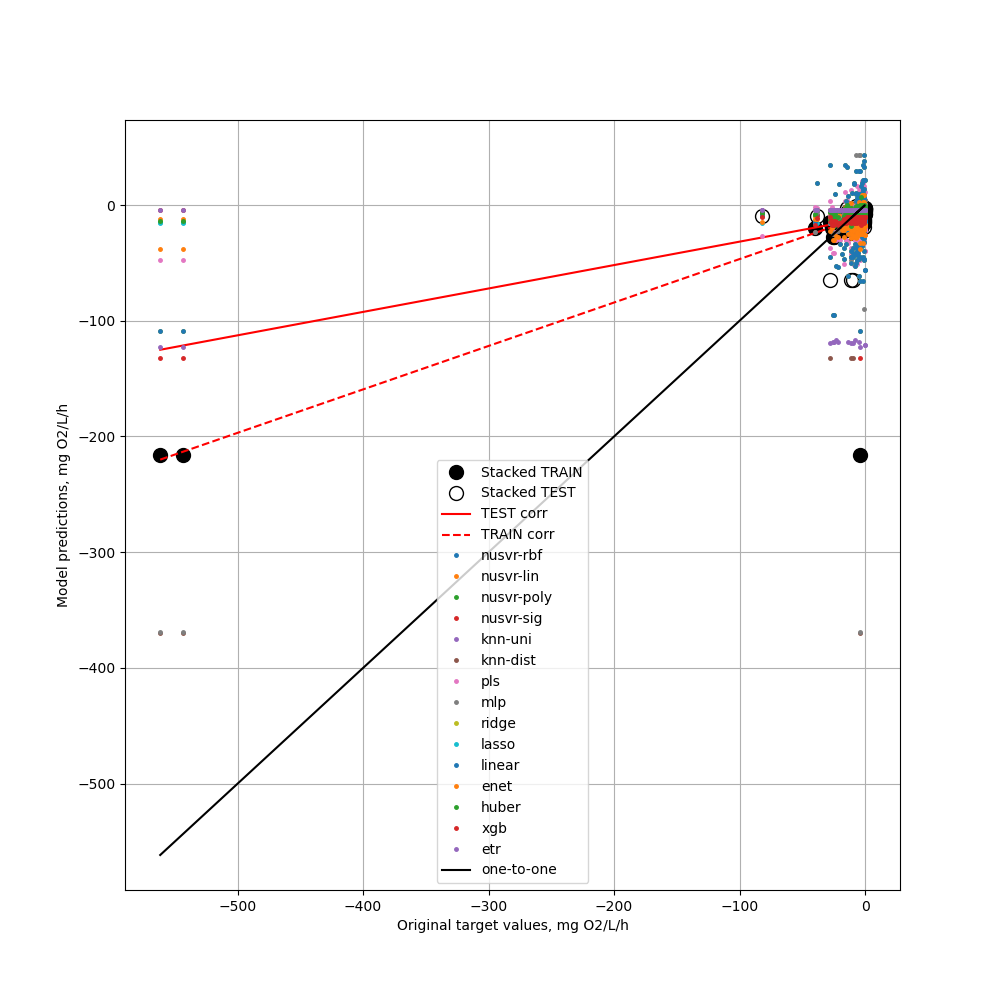 0
−100
−200
−300
−400
−500
Model predictions, mg O2/L/h
Stacked TRAIN
Stacked TEST
TEST corr
TRAIN corr
nusvr-rbf
nusvr-lin
nusvr-poly
nusvr-sig
knn-uni
knn-dist
pls
mlp
ridge
lasso
linear
enet
huber
xgb
etr
one-to-one
−500 −400 −300 −200 −100 0
Original target values, mg O2/L/h